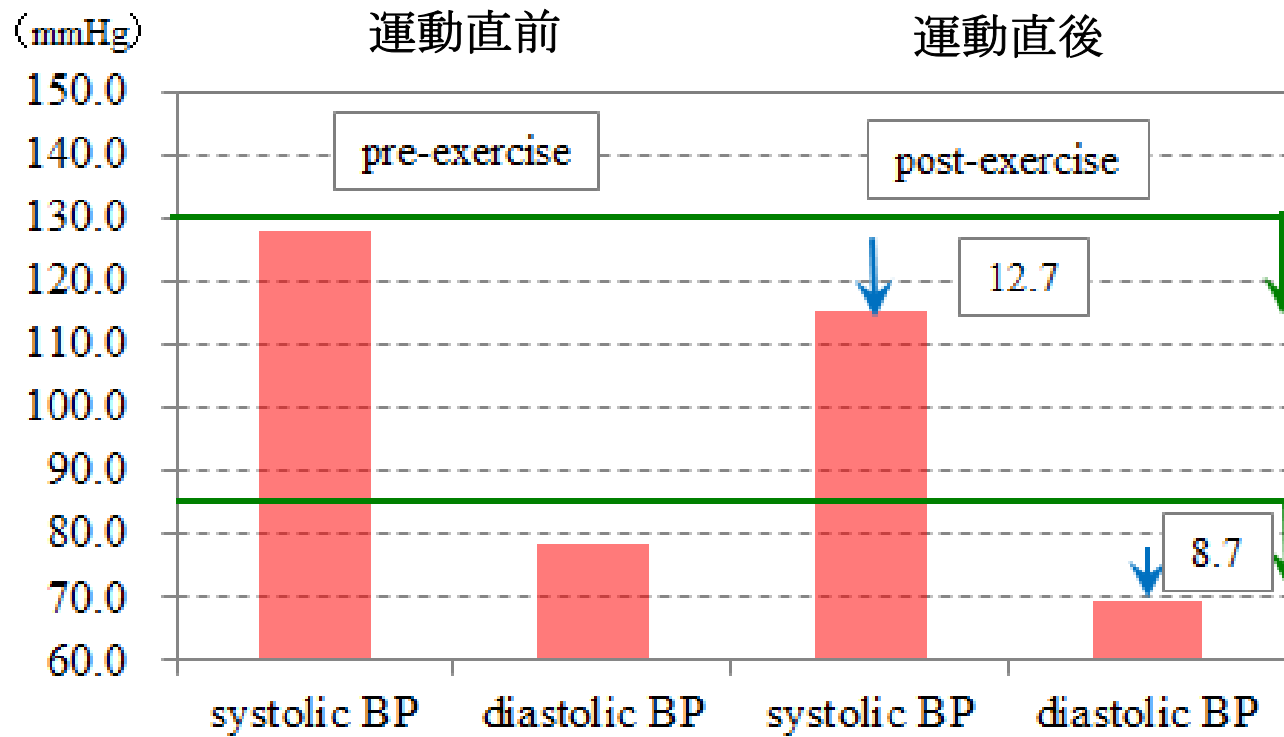 （mmHg）
運動直前
運動直後
150.0
140.0
130.0
120.0
110.0
100.0
90.0
80.0
70.0
60.0
pre-exercise
post-exercise
12.7
8.7
systolic BP
diastolic BP
systolic BP
diastolic BP